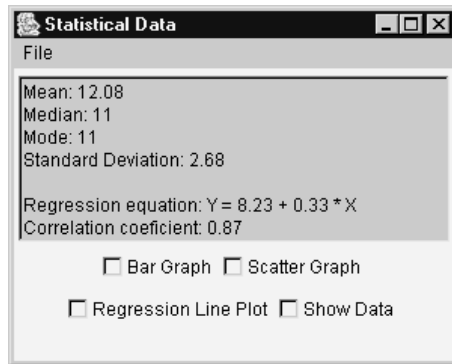 Statistical Data
File
Mean: 12.08
Median: 11
Mode: 11
Standard Deviation: 2.68
Regression equation: Y = 8.23 + 0.33 * X
Correlation coeficient: 0.87
Bar Graph Scatter Graph
Regression Line Plot Show Data